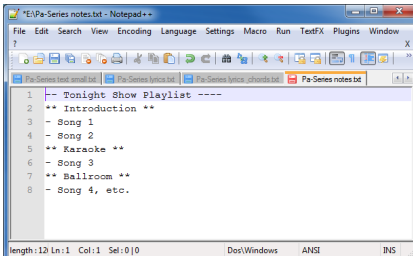 *E:\Pa-Series notes.txt - Notepad++
File Edit Search View Encoding Language Settings Macro Run TextFX Plugins Window
? X
Pa-Series text small.txt Pa-Series lyrics.txt Pa-Series lyrics_chords.txt Pa-Series notes.txt
1 -- Tonight Show Playlist ----
2 ** Introduction **
3 - Song 1
4 - Song 2
5 ** Karaoke **
6 - Song 3
7 ** Ballroom **
8 - Song 4, etc.
length : 12 Ln : 1 Col : 1 Sel : 0 | 0 Dos\Windows ANSI INS